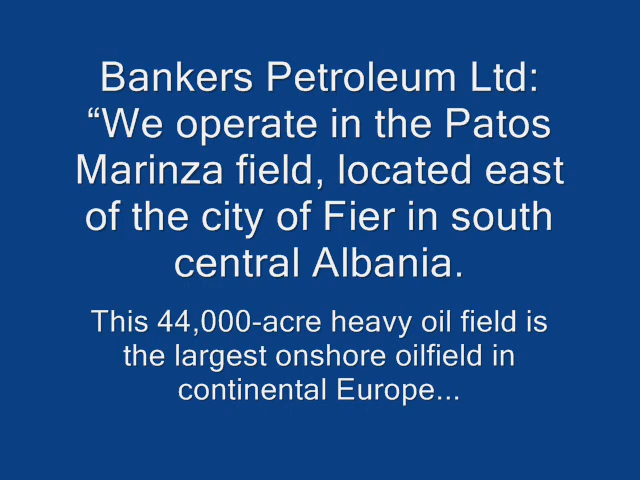 Bankers Petroleum Ltd:
“We operate in the Patos
Marinza field, located east
of the city of Fier in south
central Albania.
This 44,000-acre heavy oil field is
the largest onshore oilfield in
continental Europe...